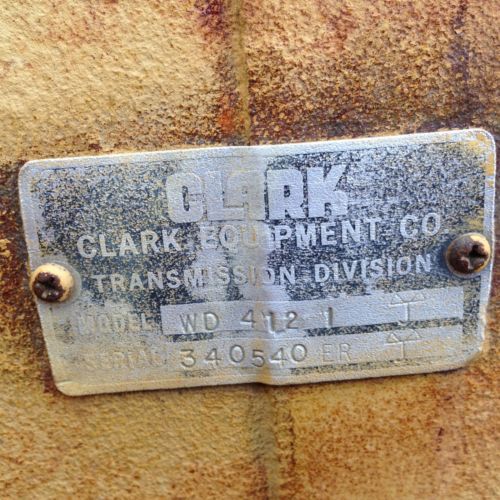 CLARK
CLARK EQUIPMENT CO
TRANSMISSION DIVISION
MODEL WD 412 1
SERIAL 340540 ER